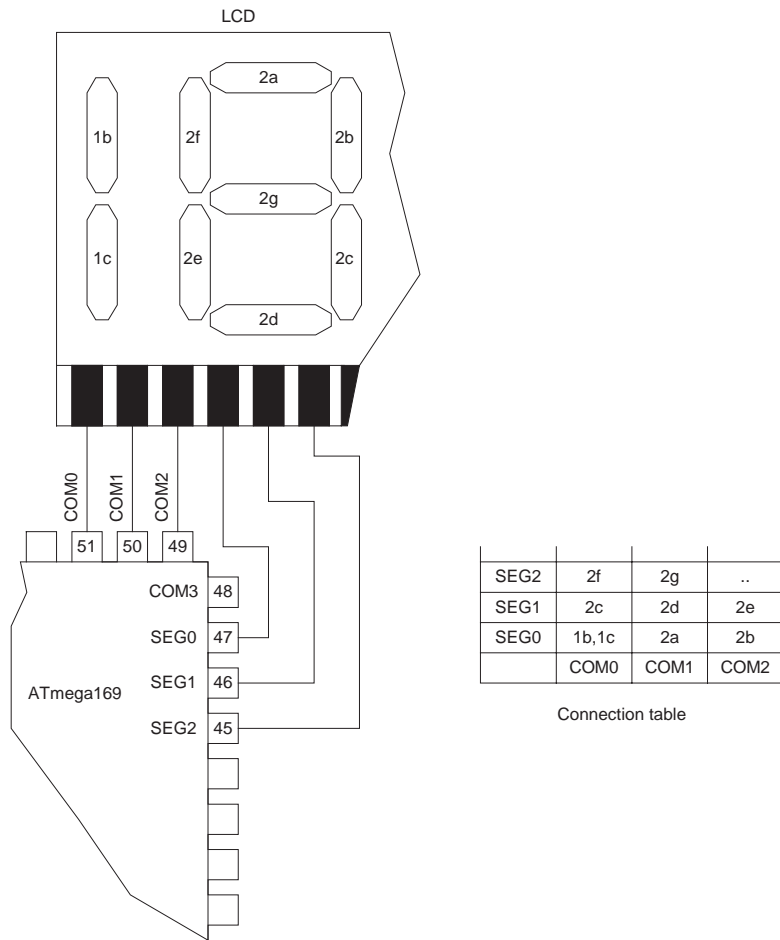 LCD
2a
1b 2f 2b
2g
1c 2e 2c
2d
COM0 COM1 COM2
51 50 49
COM3 48
SEG0 47
SEG1 46
ATmega169
SEG2 45
SEG2 2f 2g ..
SEG1 2c 2d 2e
SEG0 1b,1c 2a 2b
COM0 COM1 COM2
Connection table